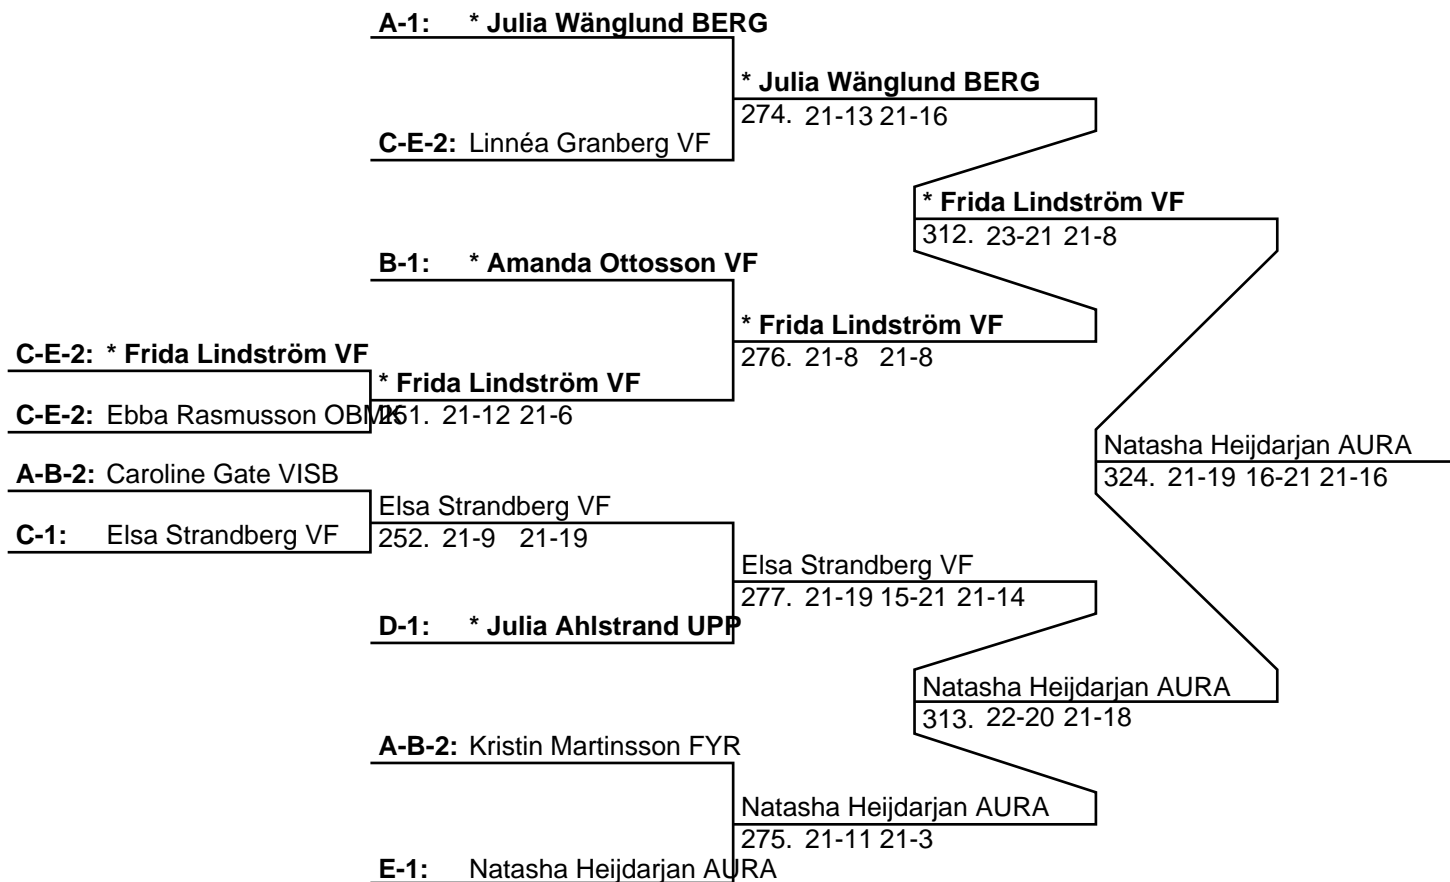 A-1: * Julia Wänglund BERG
* Julia Wänglund BERG
274. 21-13 21-16
C-E-2: Linnéa Granberg VF
* Frida Lindström VF
312. 23-21 21-8
B-1: * Amanda Ottosson VF
* Frida Lindström VF
276. 21-8 21-8
C-E-2: * Frida Lindström VF
* Frida Lindström VF
C-E-2: Ebba Rasmusson OBMK
251. 21-12 21-6
Natasha Heijdarjan AURA
324. 21-19 16-21 21-16
A-B-2: Caroline Gate VISB
Elsa Strandberg VF
C-1: Elsa Strandberg VF
252. 21-9 21-19
Elsa Strandberg VF
277. 21-19 15-21 21-14
D-1: * Julia Ahlstrand UPP
Natasha Heijdarjan AURA
313. 22-20 21-18
A-B-2: Kristin Martinsson FYR
Natasha Heijdarjan AURA
275. 21-11 21-3
E-1: Natasha Heijdarjan AURA